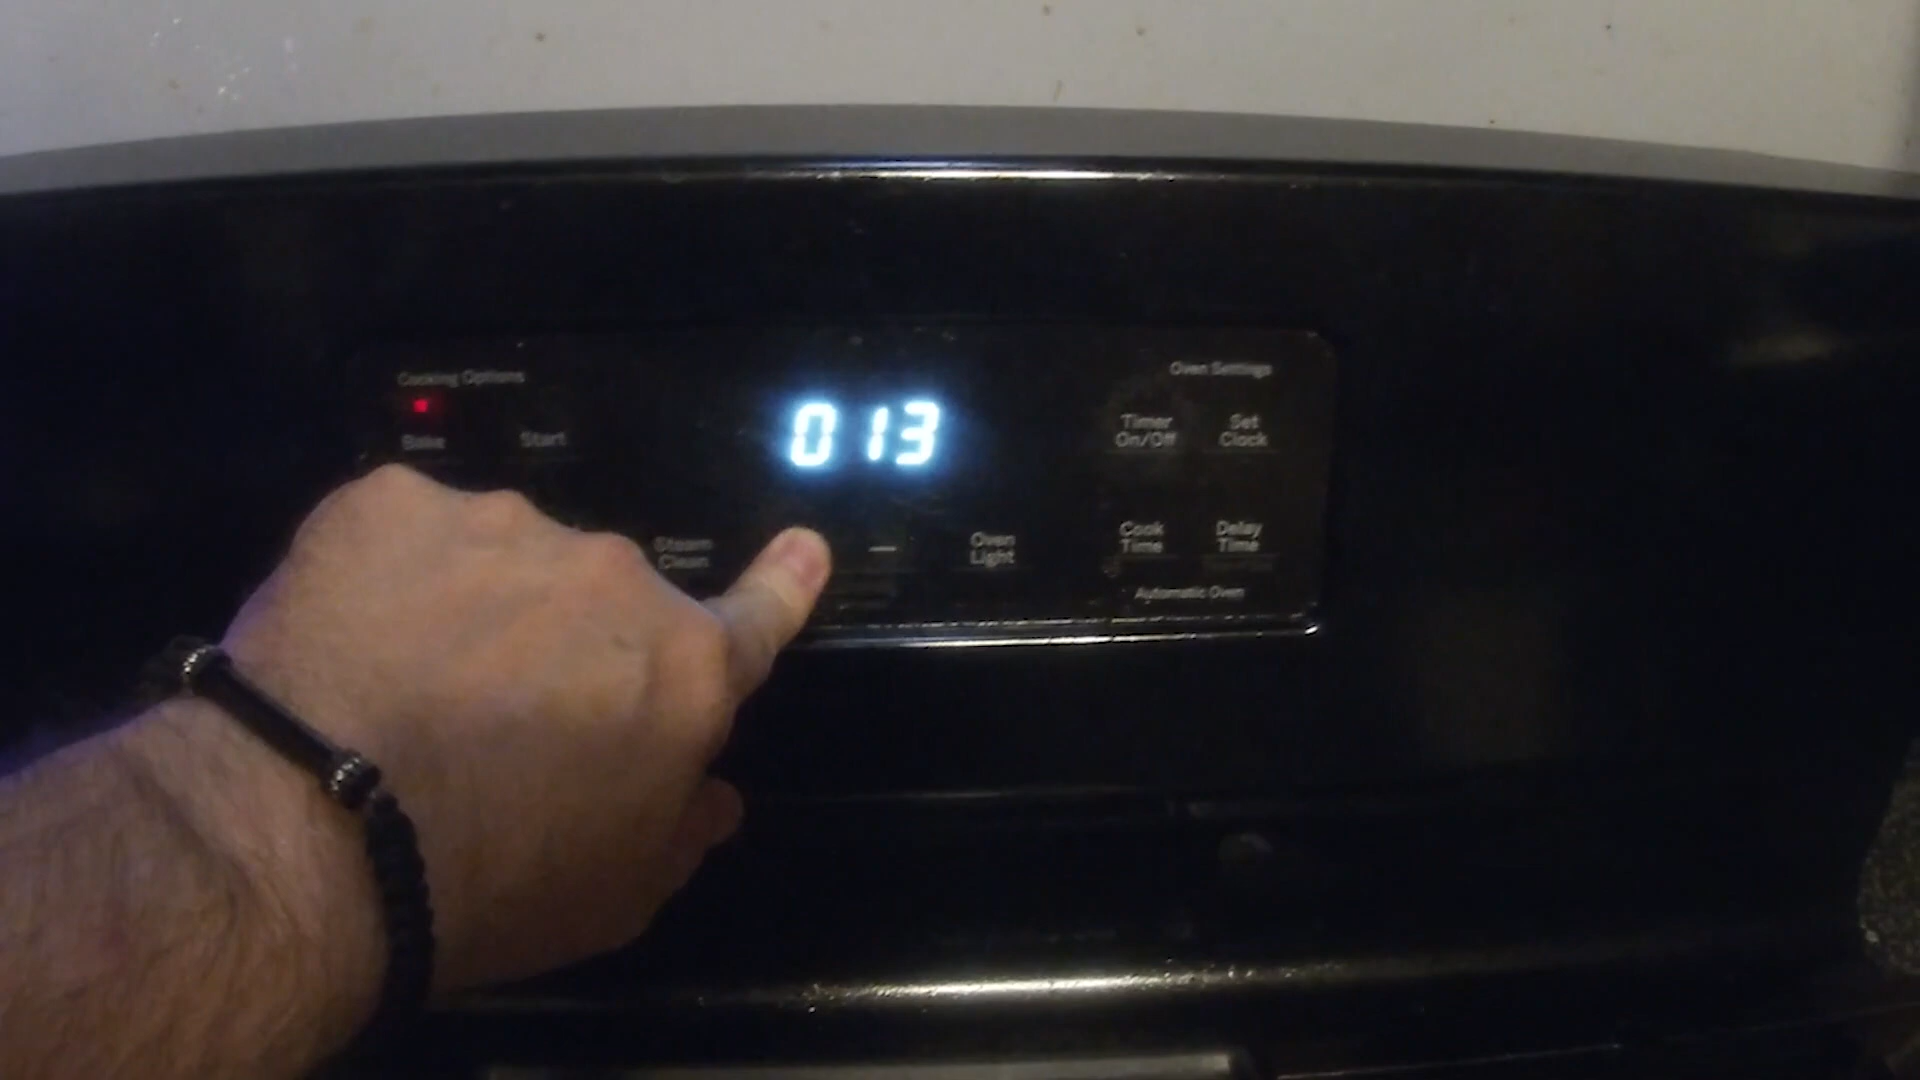 Cooking Options
Bake
Start
Steam
Clean
013
–
Oven
Light
Oven Settings
Timer
On/Off
Set
Clock
Cook
Time
Delay
Time
Automatic Oven